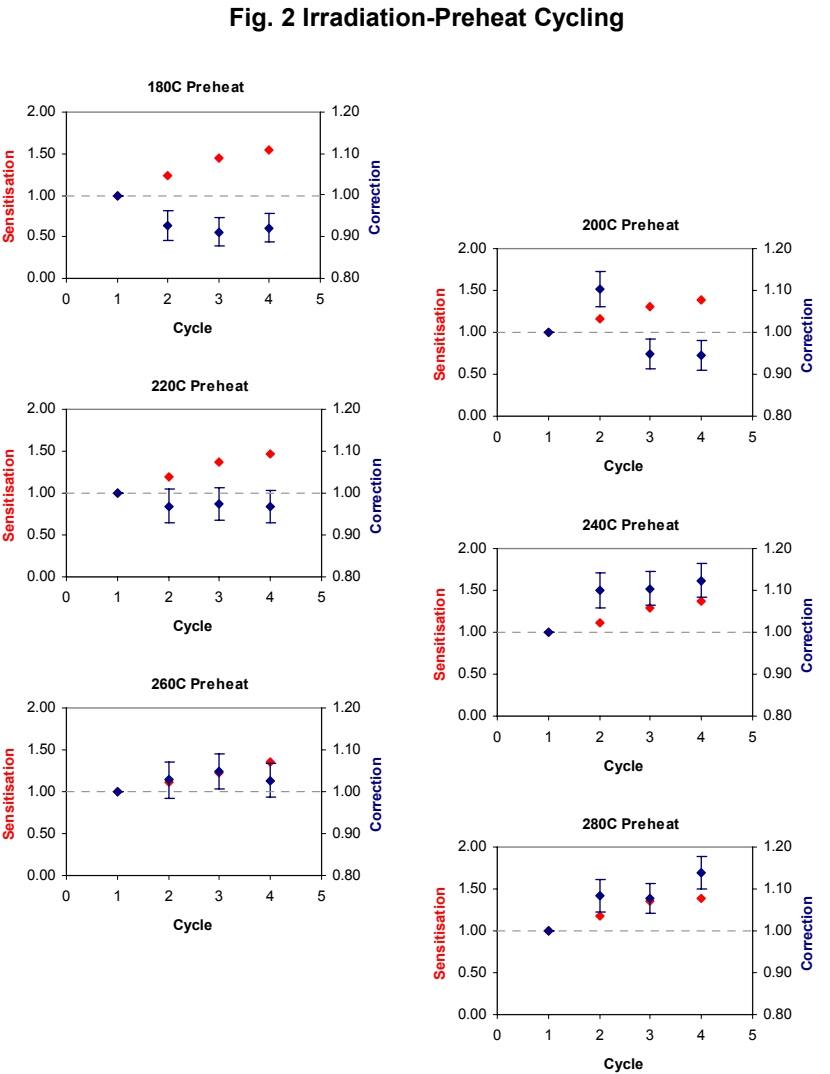 Fig. 2 Irradiation-Preheat Cycling
180C Preheat
2.00
1.50
1.00
0.50
0.00
1.20
1.10
1.00
0.90
0.80
0 1 2 3 4 5
Sensitisation
Correction
Cycle
200C Preheat
2.00
1.50
1.00
0.50
0.00
1.20
1.10
1.00
0.90
0.80
0 1 2 3 4 5
Sensitisation
Correction
Cycle
220C Preheat
2.00
1.50
1.00
0.50
0.00
1.20
1.10
1.00
0.90
0.80
0 1 2 3 4 5
Sensitisation
Correction
Cycle
240C Preheat
2.00
1.50
1.00
0.50
0.00
1.20
1.10
1.00
0.90
0.80
0 1 2 3 4 5
Sensitisation
Correction
Cycle
260C Preheat
2.00
1.50
1.00
0.50
0.00
1.20
1.10
1.00
0.90
0.80
0 1 2 3 4 5
Sensitisation
Correction
Cycle
280C Preheat
2.00
1.50
1.00
0.50
0.00
1.20
1.10
1.00
0.90
0.80
0 1 2 3 4 5
Sensitisation
Correction
Cycle